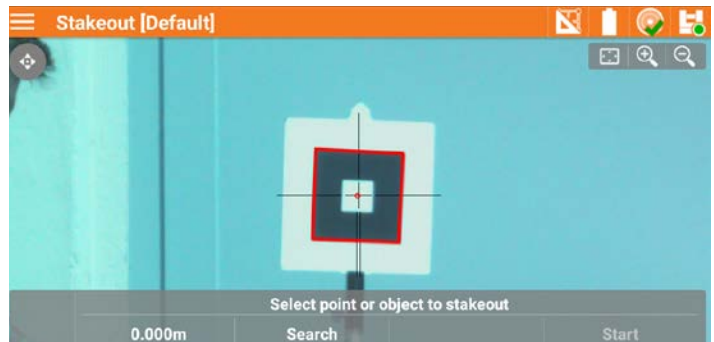 Stakeout [Default]
Select point or object to stakeout
0.000m Search Start